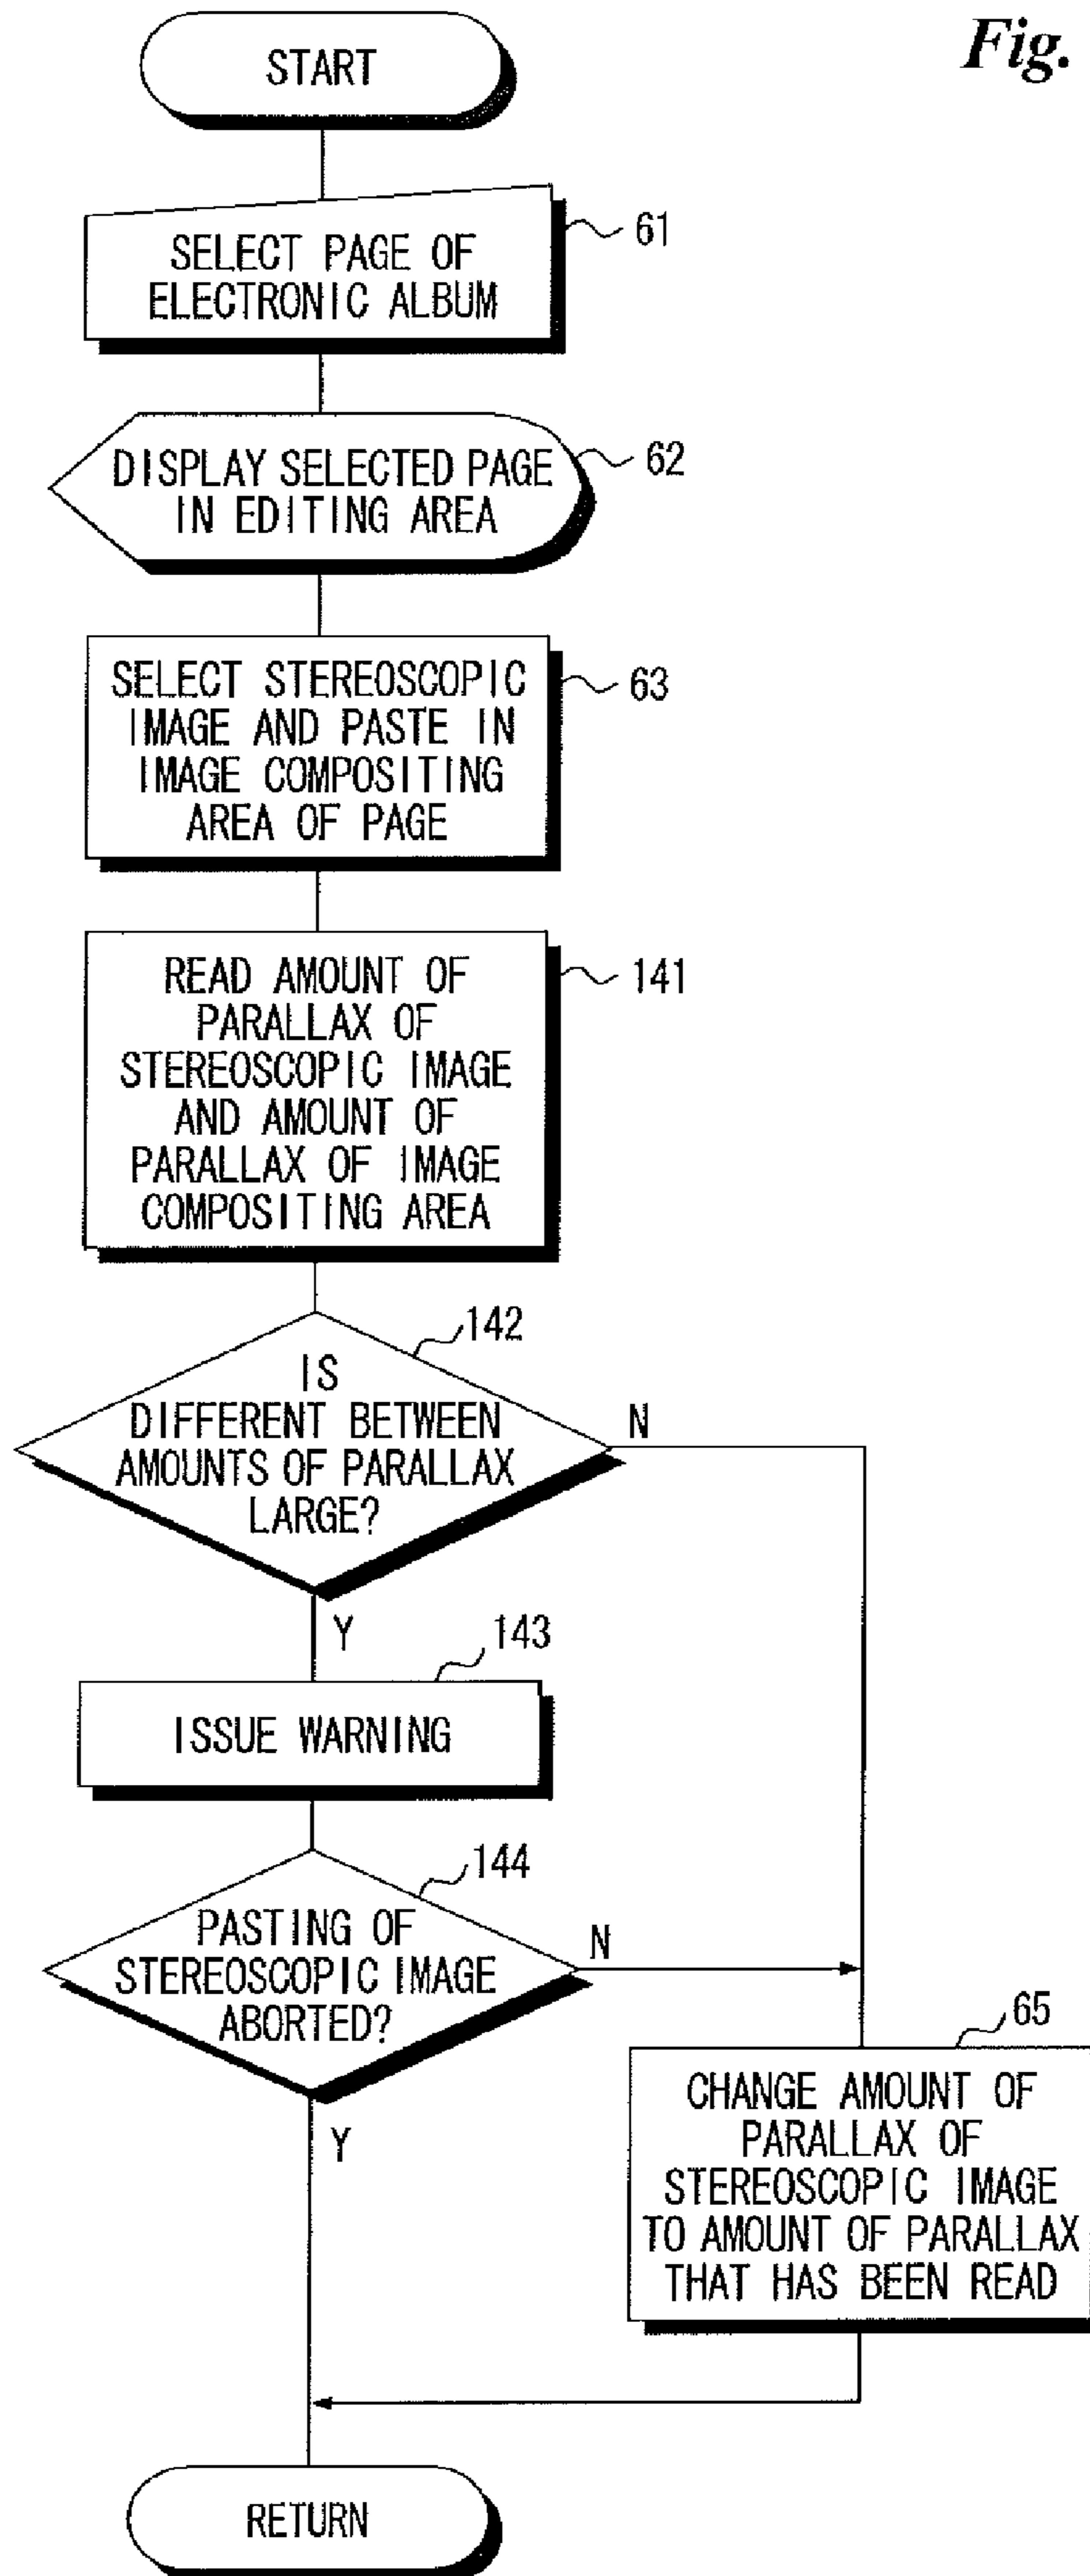 Fig.
START
SELECT PAGE OF
ELECTRONIC ALBUM
61
DISPLAY SELECTED PAGE
IN EDITING AREA
62
SELECT STEREOSCOPIC
IMAGE AND PASTE IN
IMAGE COMPOSITING
AREA OF PAGE
63
READ AMOUNT OF
PARALLAX OF
STEREOSCOPIC IMAGE
AND AMOUNT OF
PARALLAX OF IMAGE
COMPOSITING AREA
141
142
IS
DIFFERENT BETWEEN
AMOUNTS OF PARALLAX
LARGE?
N
Y
143
ISSUE WARNING
144
PASTING OF
STEREOSCOPIC IMAGE
ABORTED?
N
Y
65
CHANGE AMOUNT OF
PARALLAX OF
STEREOSCOPIC IMAGE
TO AMOUNT OF PARALLAX
THAT HAS BEEN READ
RETURN